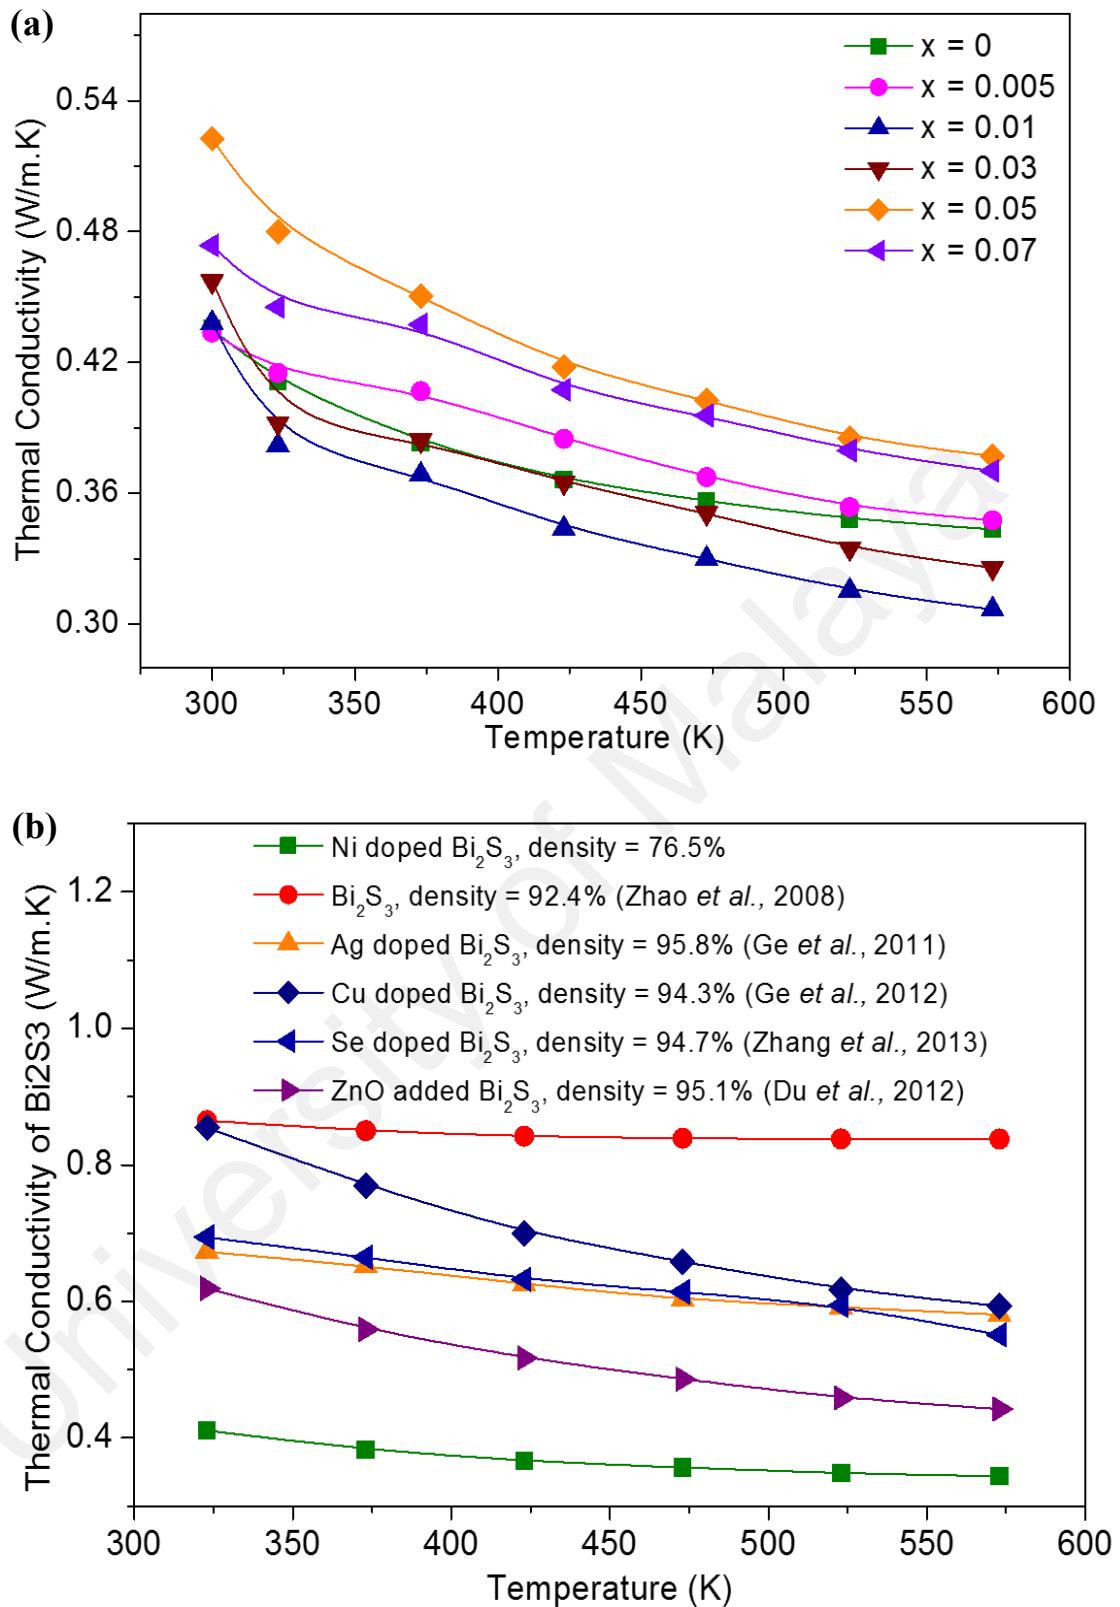 (a)
x = 0
x = 0.005
x = 0.01
x = 0.03
x = 0.05
x = 0.07
Thermal Conductivity (W/m.K)
0.54
0.48
0.42
0.36
0.30
300 350 400 450 500 550 600
Temperature (K)
(b)
Ni doped Bi₂S₃, density = 76.5%
Bi₂S₃, density = 92.4% (Zhao et al., 2008)
Ag doped Bi₂S₃, density = 95.8% (Ge et al., 2011)
Cu doped Bi₂S₃, density = 94.3% (Ge et al., 2012)
Se doped Bi₂S₃, density = 94.7% (Zhang et al., 2013)
ZnO added Bi₂S₃, density = 95.1% (Du et al., 2012)
Thermal Conductivity of Bi2S3 (W/m.K)
1.2
1.0
0.8
0.6
0.4
300 350 400 450 500 550 600
Temperature (K)
University of Malaya